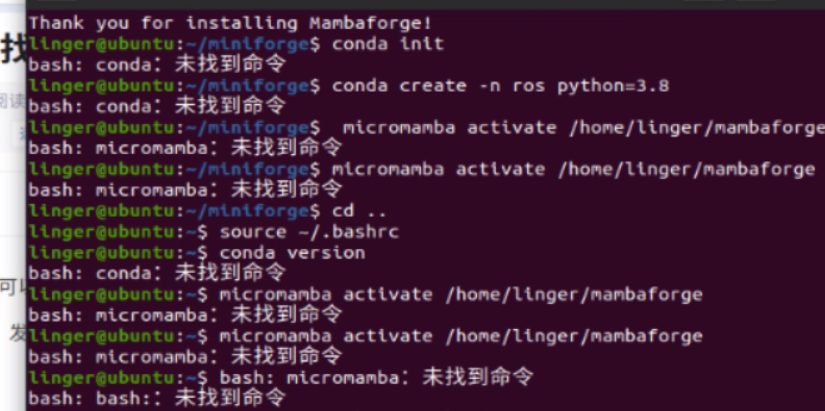 Thank you for installing Mambaforge!
linger@ubuntu:~/miniforge$ conda init
bash: conda：未找到命令
linger@ubuntu:~/miniforge$ conda create -n ros python=3.8
bash: conda：未找到命令
linger@ubuntu:~/miniforge$  micromamba activate /home/linger/mambaforge
bash: micromamba：未找到命令
linger@ubuntu:~/miniforge$ micromamba activate /home/linger/mambaforge
bash: micromamba：未找到命令
linger@ubuntu:~/miniforge$ cd ..
linger@ubuntu:~$ source ~/.bashrc
linger@ubuntu:~$ conda version
bash: conda：未找到命令
linger@ubuntu:~$ micromamba activate /home/linger/mambaforge
bash: micromamba：未找到命令
linger@ubuntu:~$ micromamba activate /home/linger/mambaforge
bash: micromamba：未找到命令
linger@ubuntu:~$ bash: micromamba：未找到命令
bash: bash:：未找到命令
找
阅读
可以
发